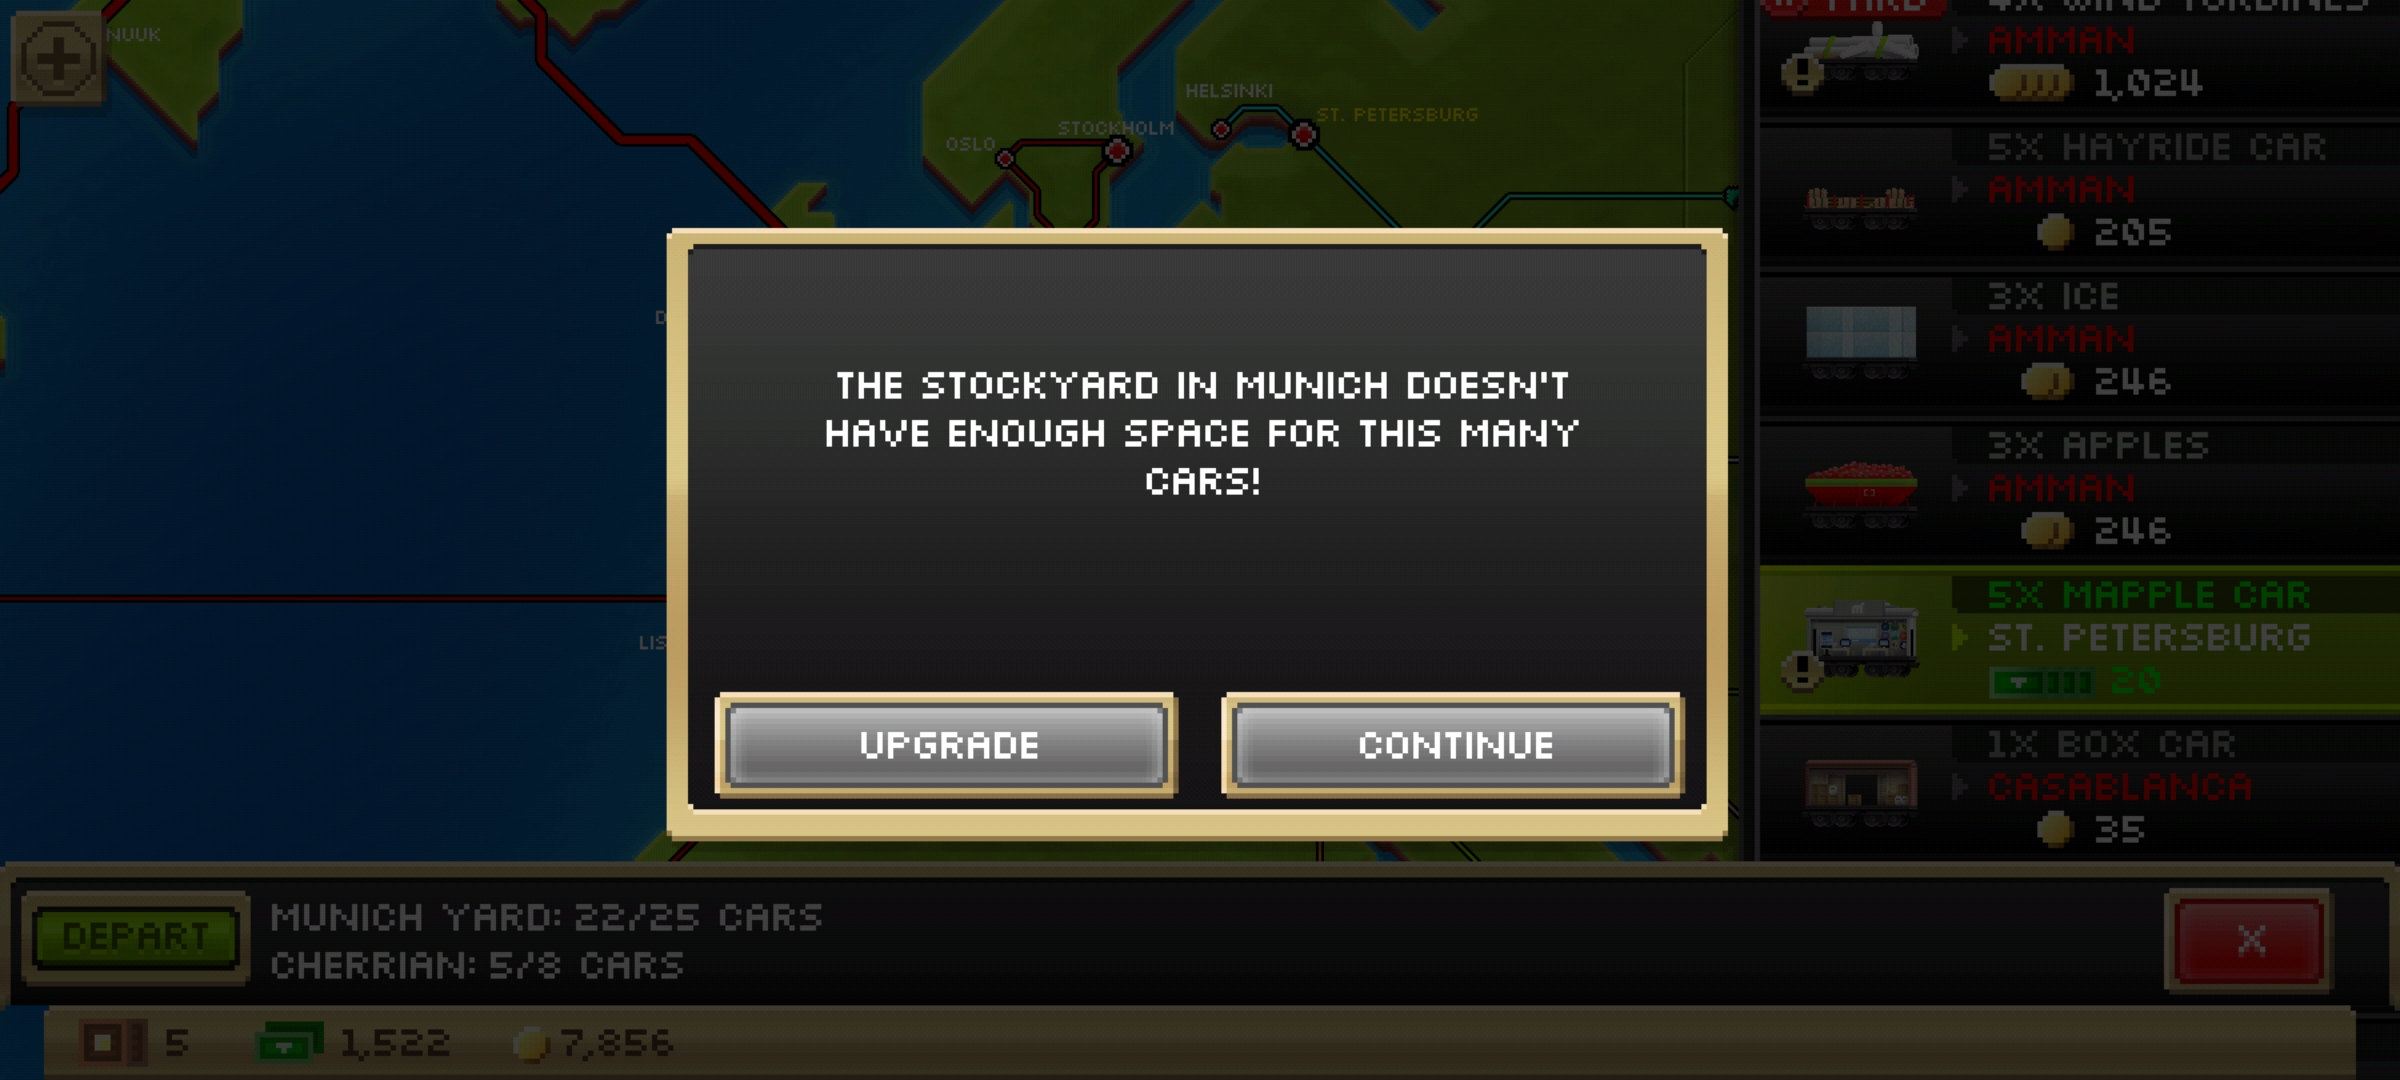 NUUK
HELSINKI
ST. PETERSBURG
STOCKHOLM
OSLO
LIS
THE STOCKYARD IN MUNICH DOESN'T
HAVE ENOUGH SPACE FOR THIS MANY
CARS!
UPGRADE
CONTINUE
AMMAN
1,024
5X HAYRIDE CAR
AMMAN
205
3X ICE
AMMAN
246
3X APPLES
AMMAN
246
5X MAPPLE CAR
ST. PETERSBURG
20
1X BOX CAR
CASABLANCA
35
DEPART
MUNICH YARD: 22/25 CARS
CHERRIAN: 5/8 CARS
X
5
1,522
7,856